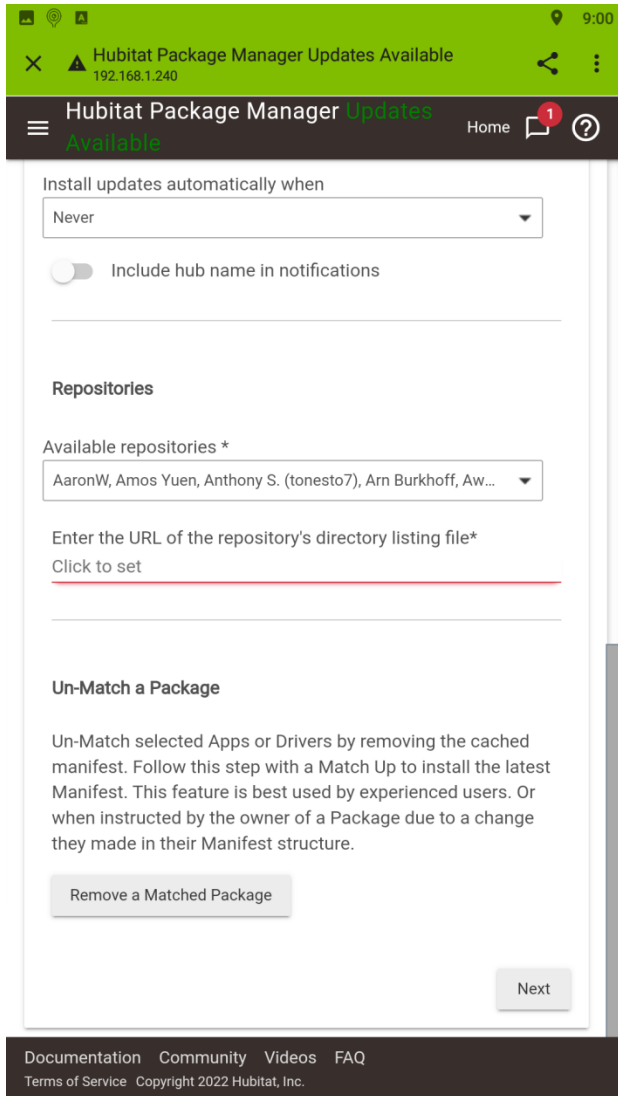 9:00
Hubitat Package Manager Updates Available
192.168.1.240
Hubitat Package Manager Updates
Available
Home
1
Install updates automatically when
Never
Include hub name in notifications
Repositories
Available repositories *
AaronW, Amos Yuen, Anthony S. (tonesto7), Arn Burkhoff, Aw...
Enter the URL of the repository's directory listing file*
Click to set
Un-Match a Package
Un-Match selected Apps or Drivers by removing the cached
manifest. Follow this step with a Match Up to install the latest
Manifest. This feature is best used by experienced users. Or
when instructed by the owner of a Package due to a change
they made in their Manifest structure.
Remove a Matched Package
Next
Documentation Community Videos FAQ
Terms of Service Copyright 2022 Hubitat, Inc.